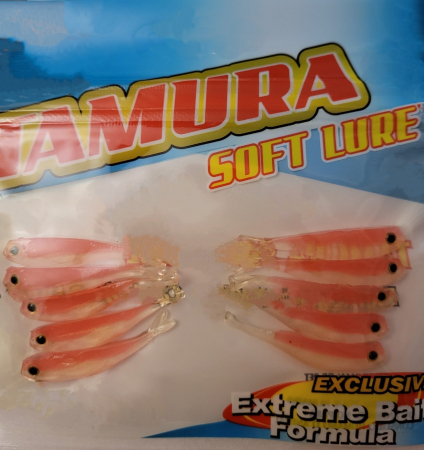 TAMURA
SOFT LURE
EXCLUSIV
Extreme Bait
Formula